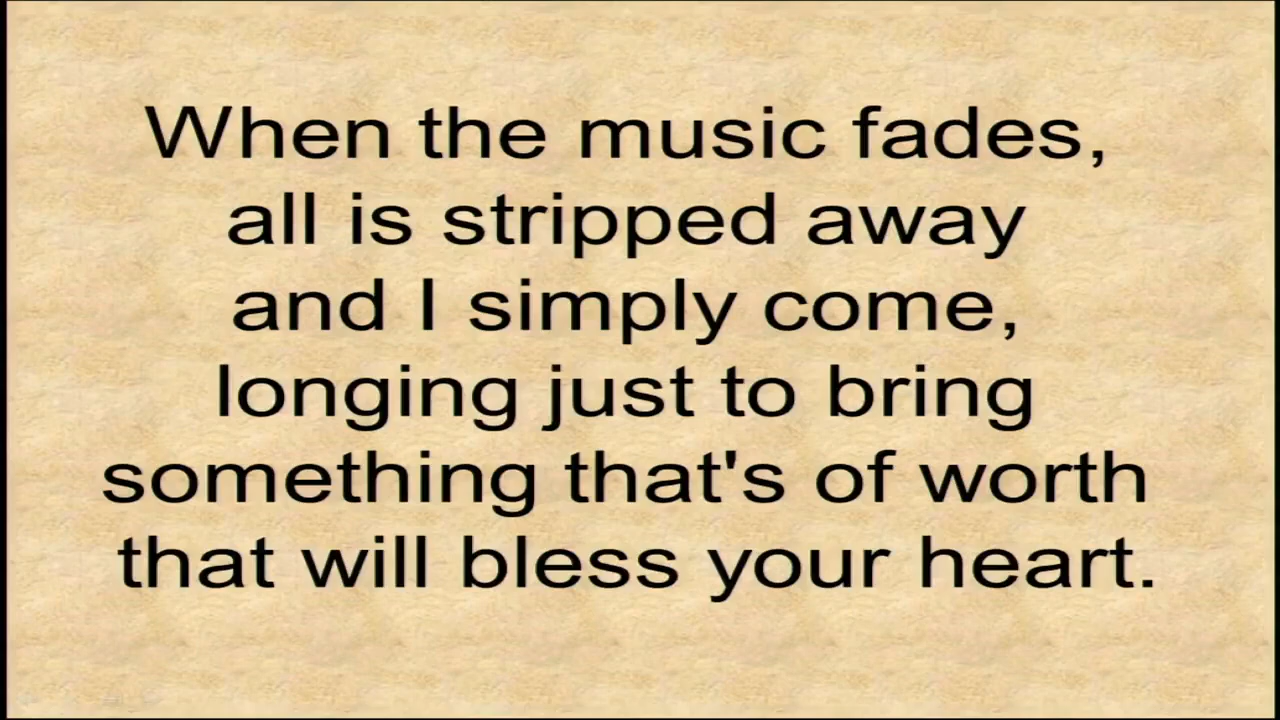 When the music fades,
all is stripped away
and I simply come,
longing just to bring
something that's of worth
that will bless your heart.